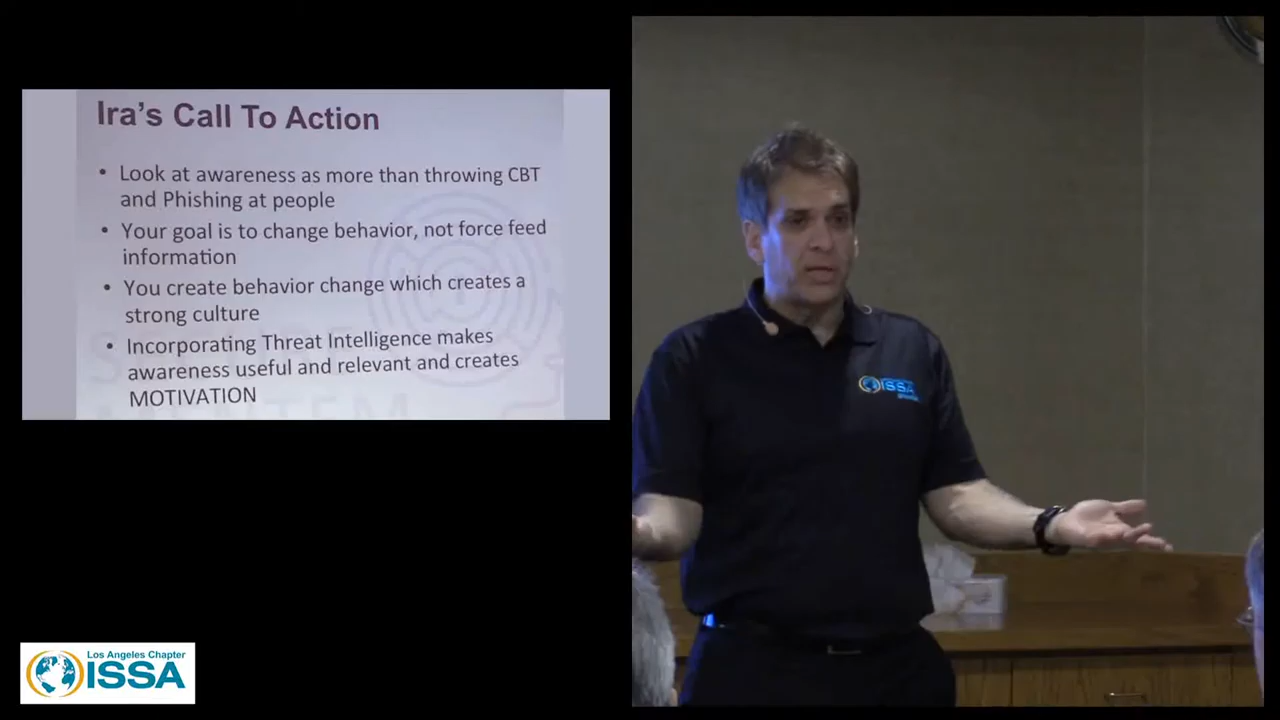 Ira's Call To Action
• Look at awareness as more than throwing CBT
and Phishing at people
• Your goal is to change behavior, not force feed
information
• You create behavior change which creates a
strong culture
• Incorporating Threat Intelligence makes
awareness useful and relevant and creates
MOTIVATION
ISSA
Los Angeles Chapter
ISSA